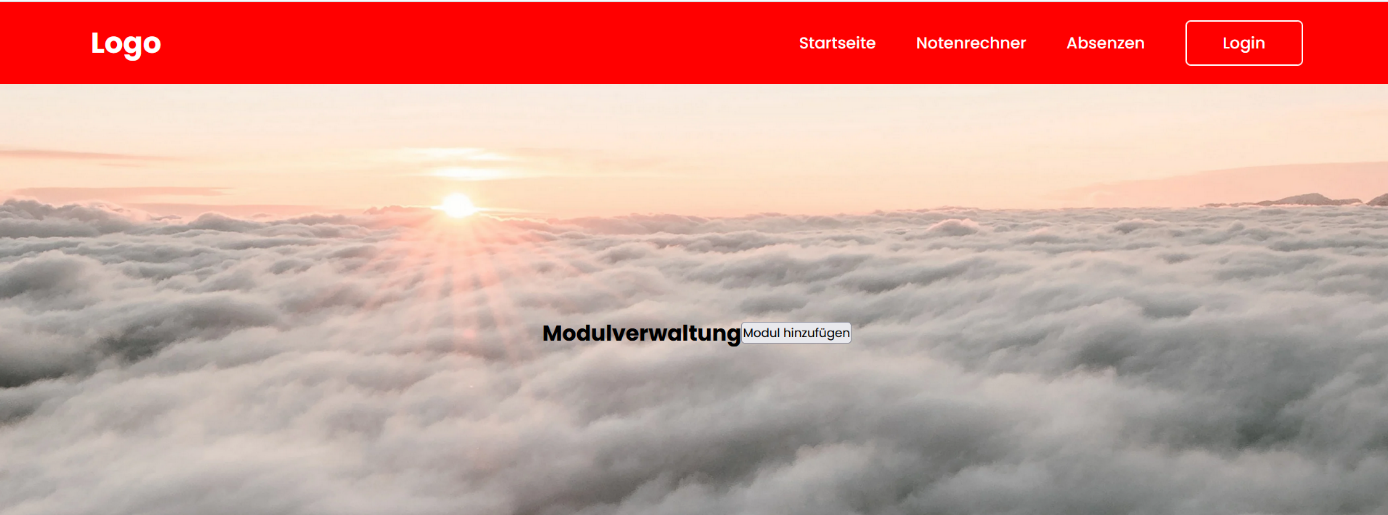 Logo
Startseite Notenrechner Absenzen Login
Modulverwaltung Modul hinzufügen